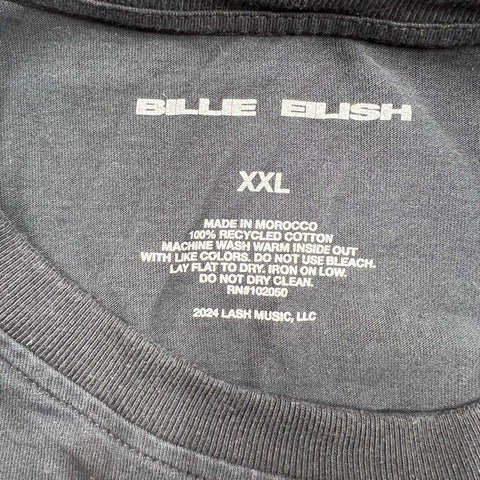 BILLIE EILISH
XXL
MADE IN MOROCCO
100% RECYCLED COTTON
MACHINE WASH WARM INSIDE OUT
WITH LIKE COLORS. DO NOT USE BLEACH.
LAY FLAT TO DRY. IRON ON LOW.
DO NOT DRY CLEAN.
RN#102050
2024 LASH MUSIC, LLC